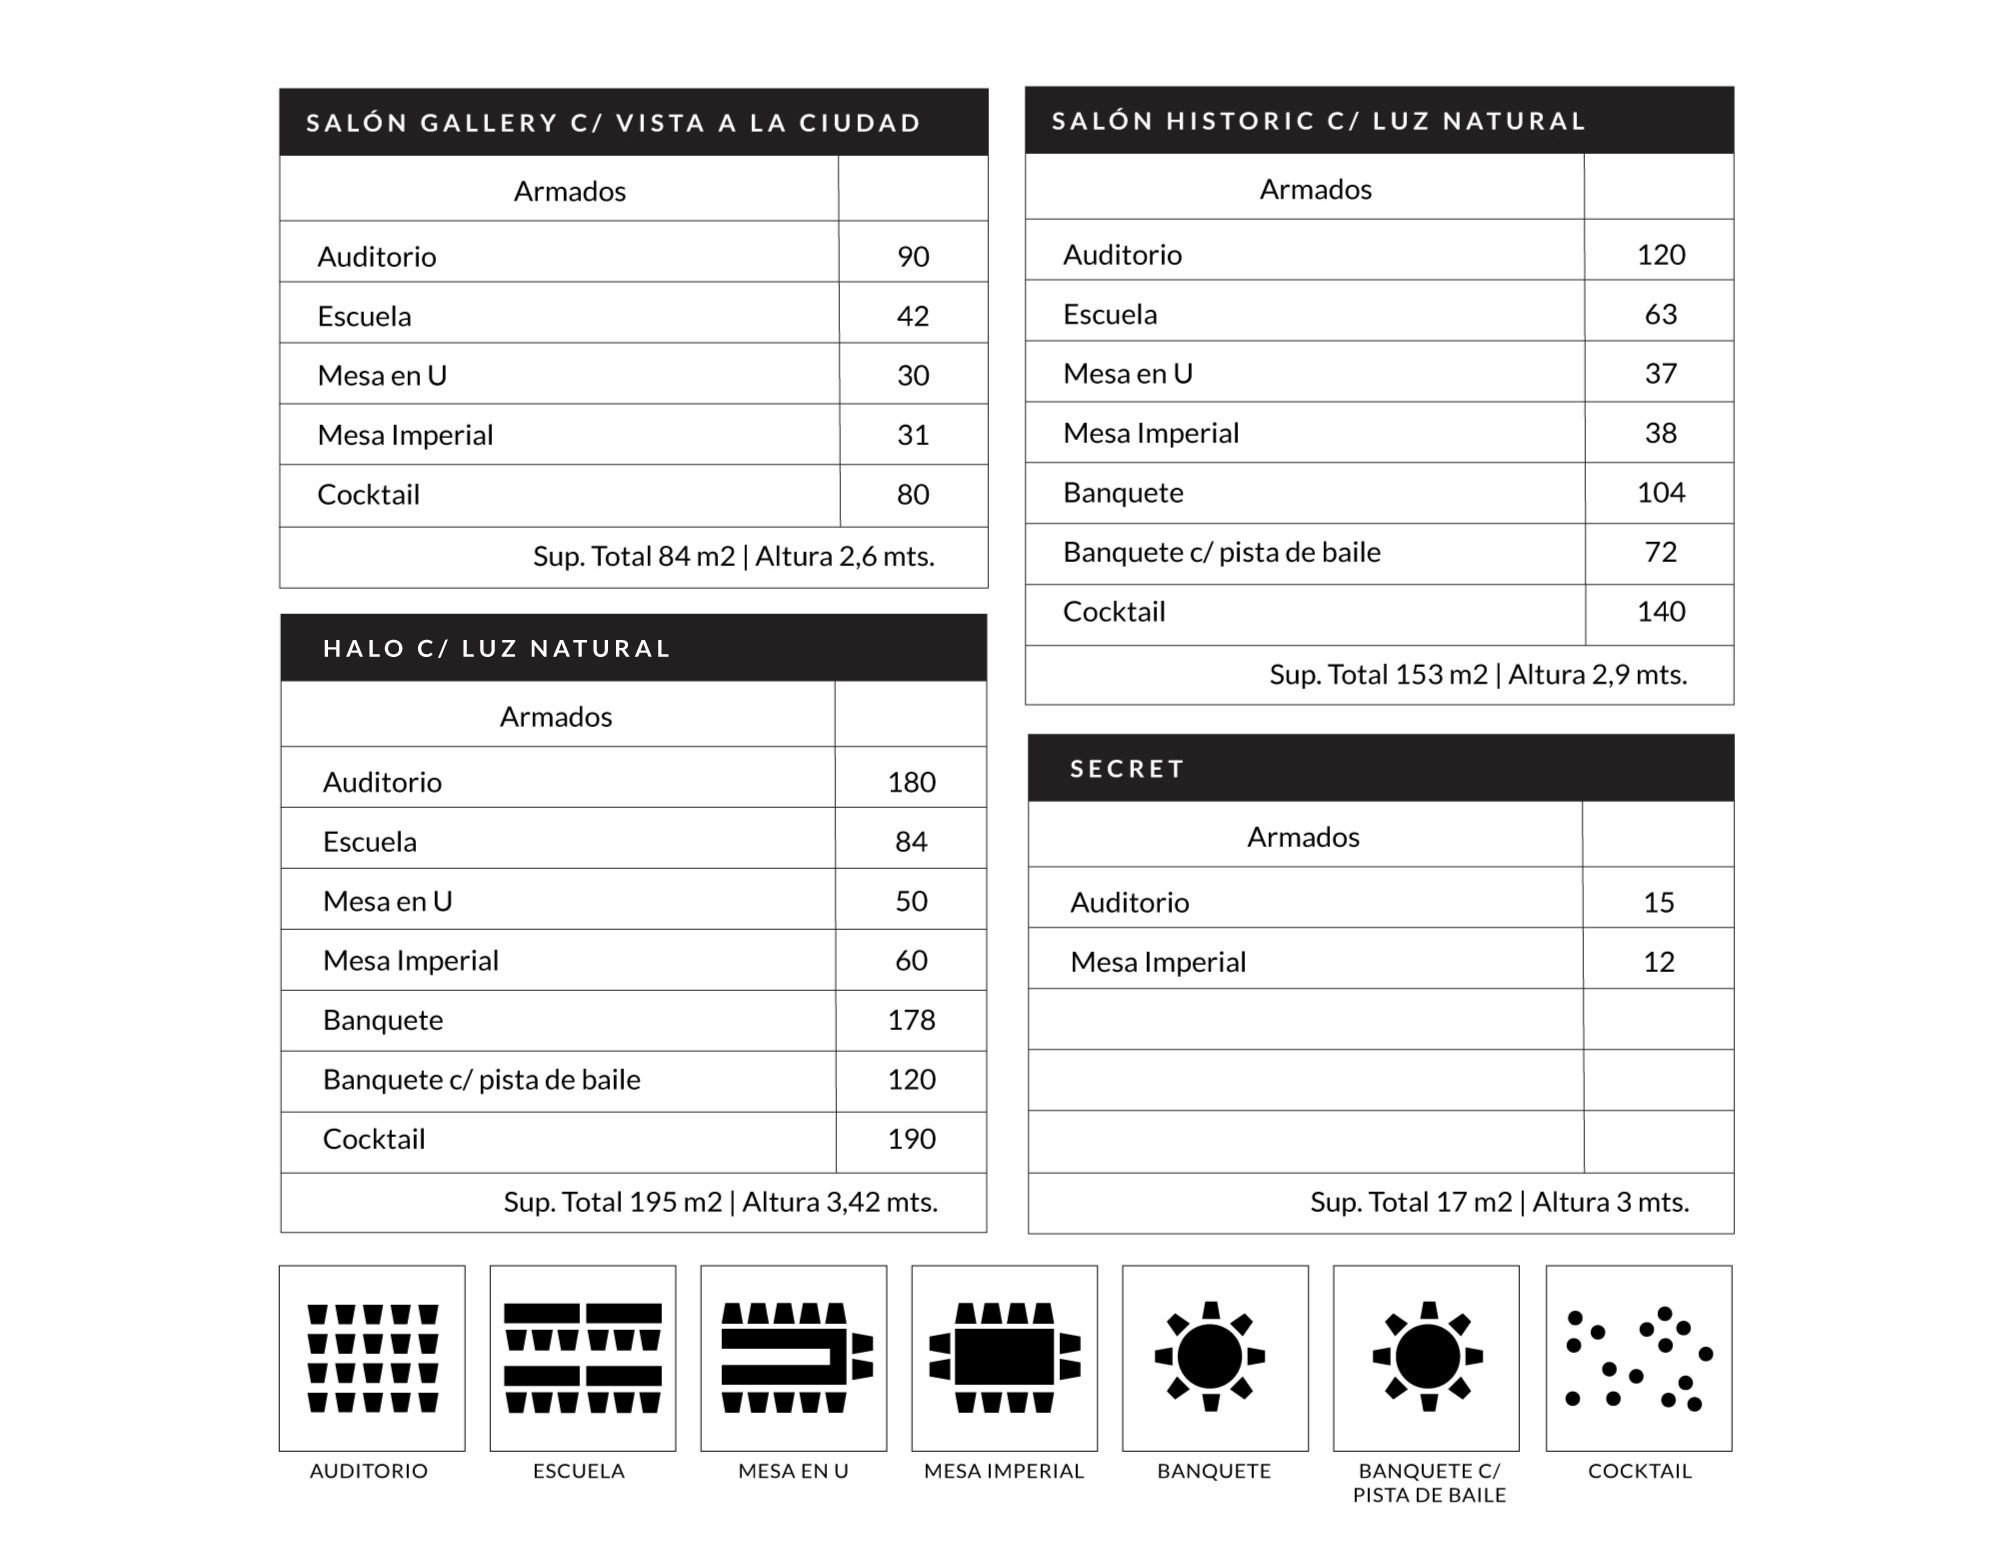 SALÓN GALLERY C/ VISTA A LA CIUDAD
Armados
Auditorio 90
Escuela 42
Mesa en U 30
Mesa Imperial 31
Cocktail 80
Sup. Total 84 m2 | Altura 2,6 mts.
HALO C/ LUZ NATURAL
Armados
Auditorio 180
Escuela 84
Mesa en U 50
Mesa Imperial 60
Banquete 178
Banquete c/ pista de baile 120
Cocktail 190
Sup. Total 195 m2 | Altura 3,42 mts.
SALÓN HISTORIC C/ LUZ NATURAL
Armados
Auditorio 120
Escuela 63
Mesa en U 37
Mesa Imperial 38
Banquete 104
Banquete c/ pista de baile 72
Cocktail 140
Sup. Total 153 m2 | Altura 2,9 mts.
SECRET
Armados
Auditorio 15
Mesa Imperial 12
Sup. Total 17 m2 | Altura 3 mts.
AUDITORIO
ESCUELA
MESA EN U
MESA IMPERIAL
BANQUETE
BANQUETE C/
PISTA DE BAILE
COCKTAIL